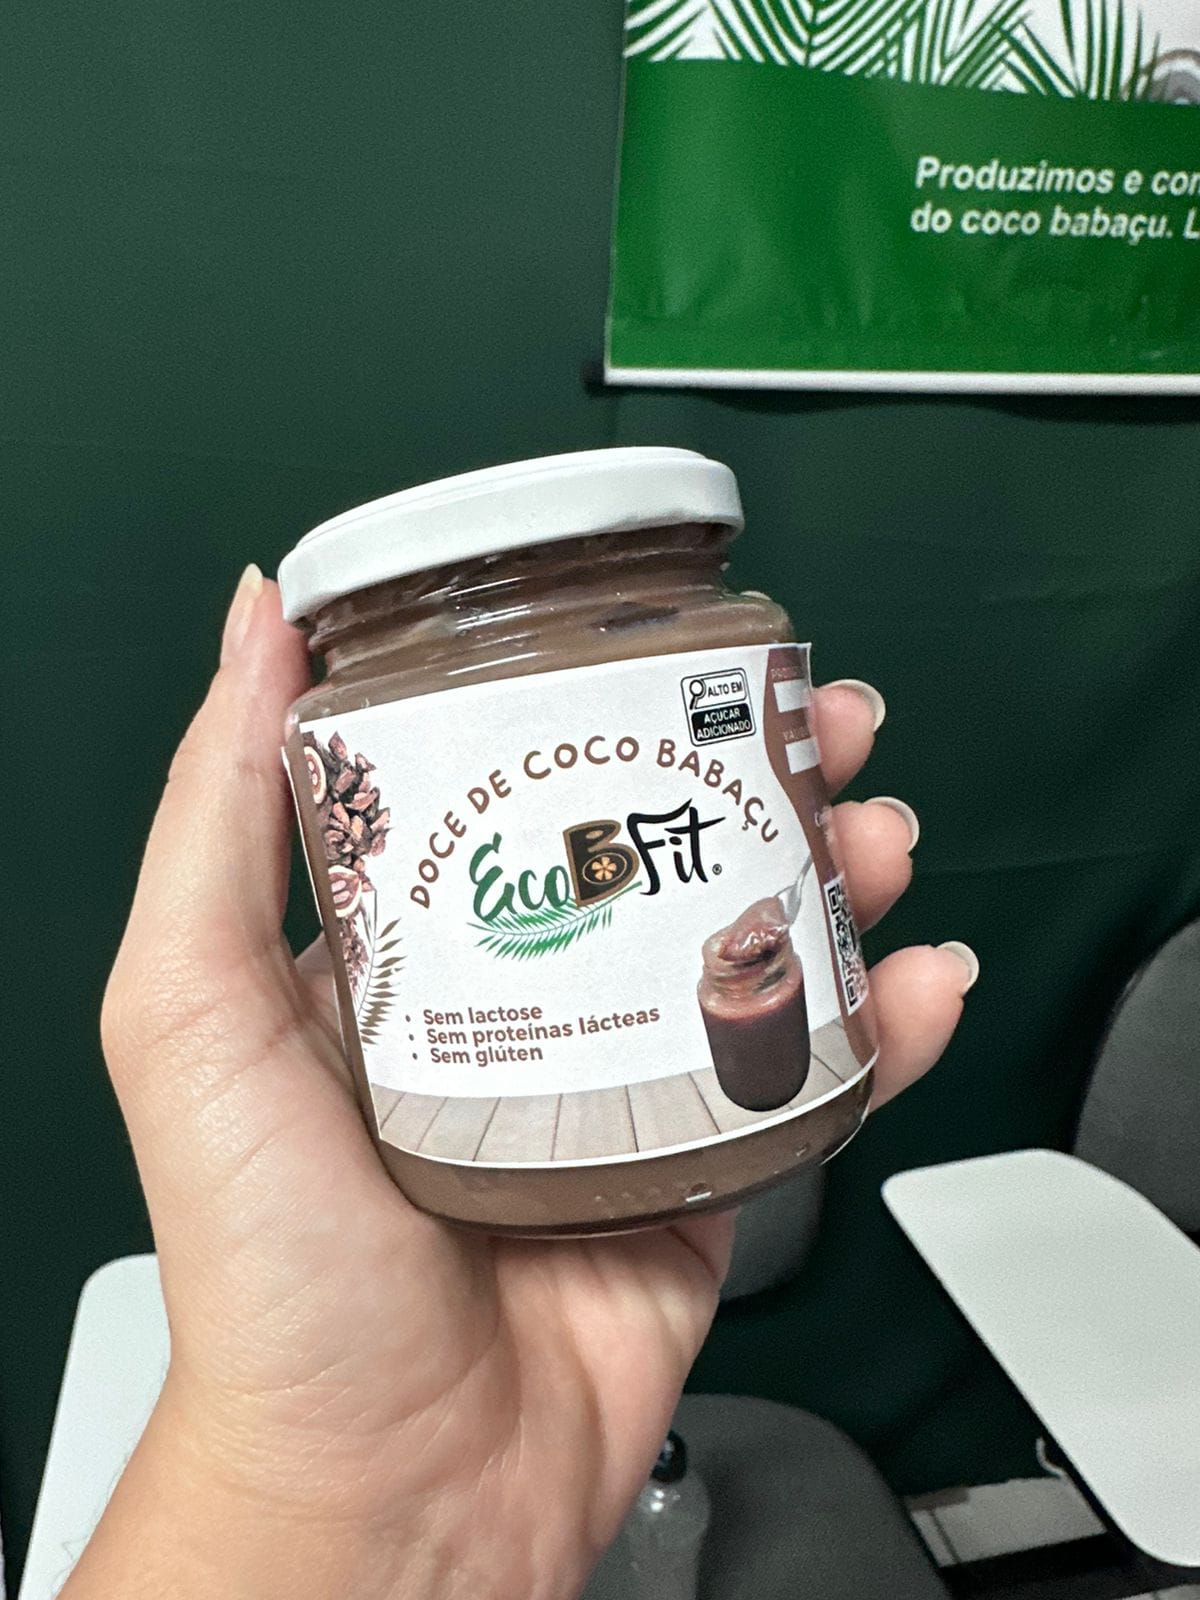 Produzimos e
do coco babaçu.
ALTO EM
AÇÚCAR
ADICIONADO
DOCE DE COCO BABAÇU
EcoBFit®
• Sem lactose
• Sem proteínas lácteas
• Sem glúten